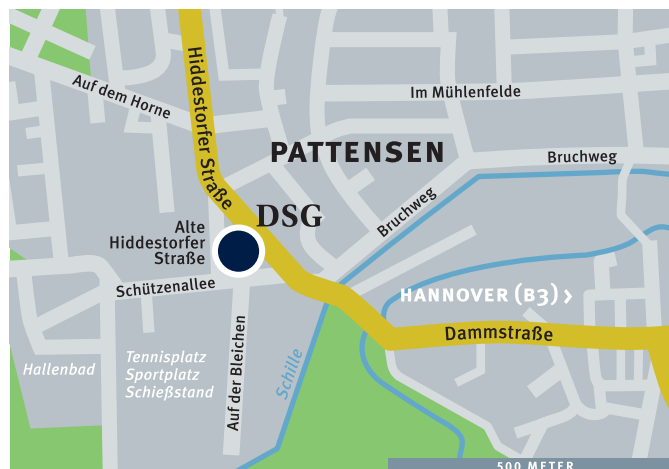 Auf dem Horne
Hiddestorfer Straße
Im Mühlenfelde
PATTENSEN
Bruchweg
Bruchweg
DSG
Alte
Hiddestorfer
Straße
Schützenallee
HANNOVER (B3) ›
Dammstraße
Hallenbad
Tennisplatz
Sportplatz
Schießstand
Auf der Bleichen
Schille
500 METER